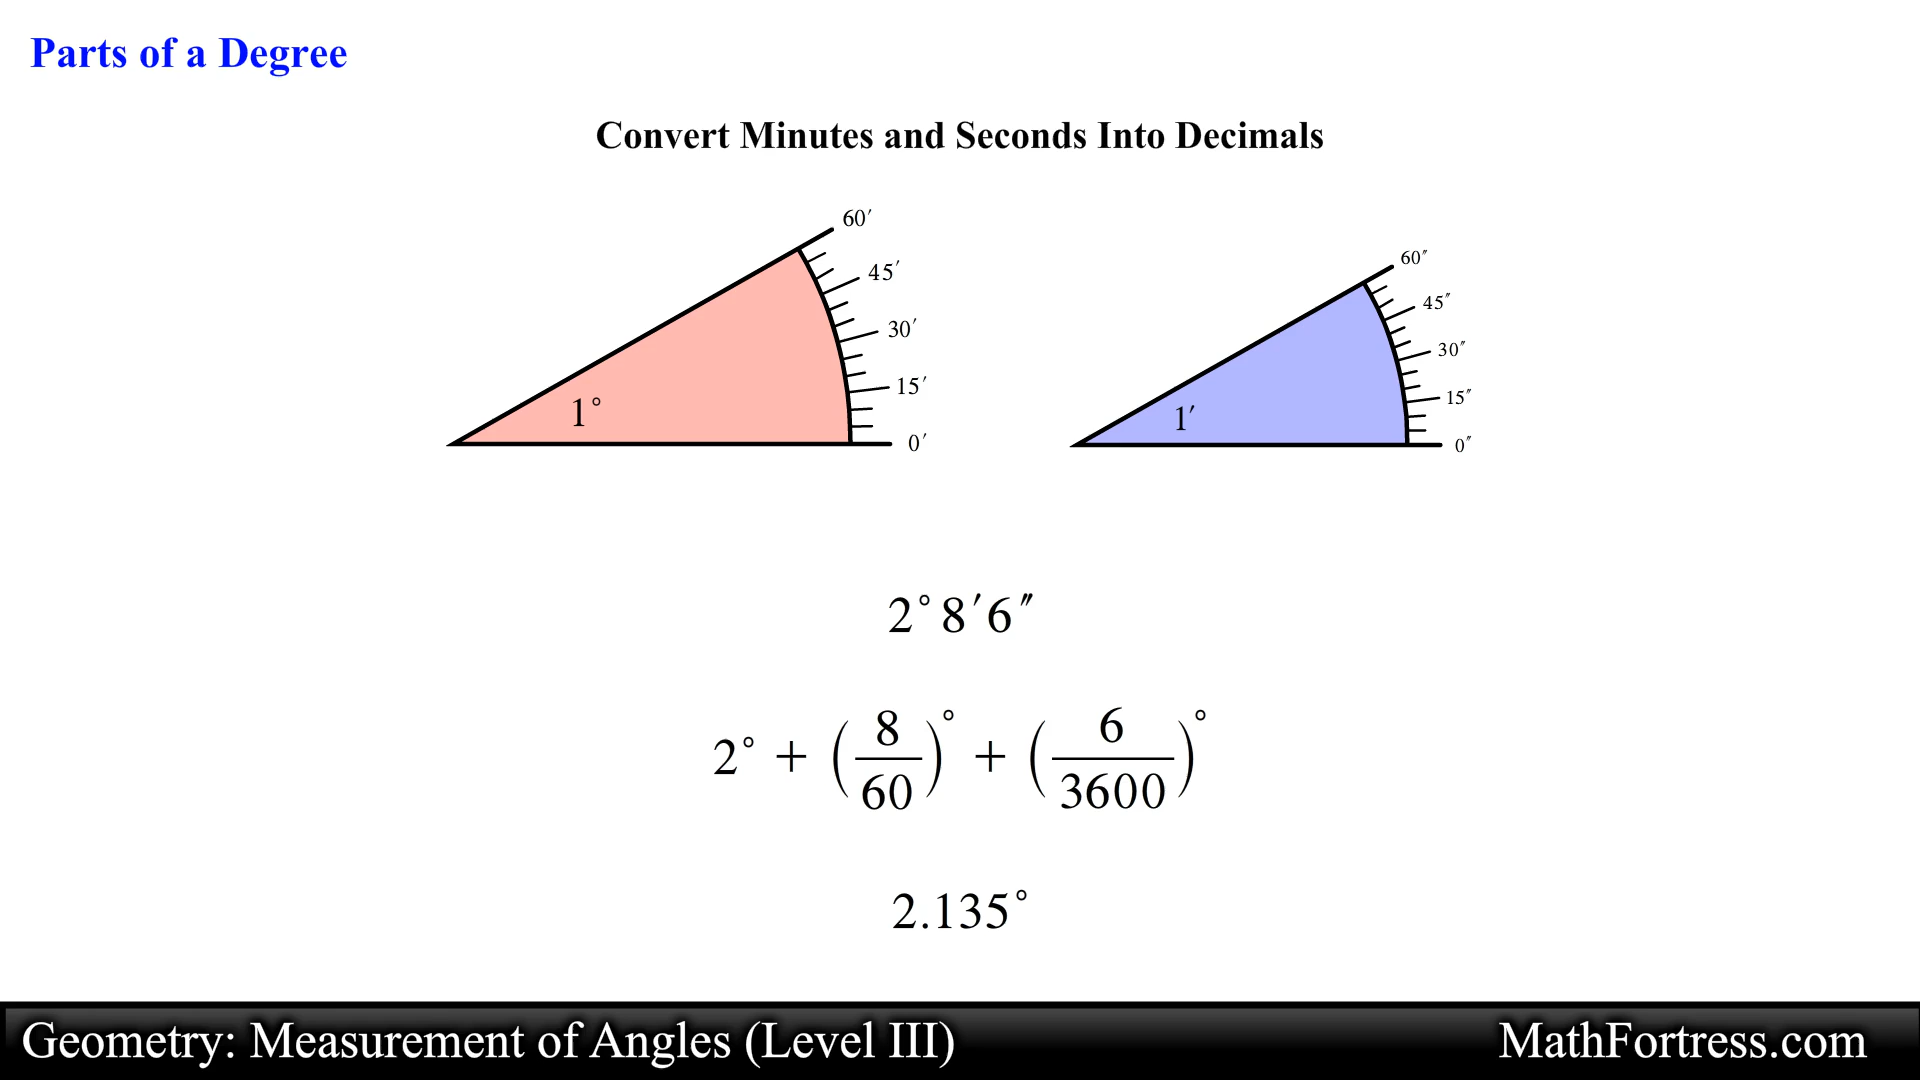 Parts of a Degree
Convert Minutes and Seconds Into Decimals
60′
45′
30′
15′
0′
1°
60″
45″
30″
15″
0″
1′
2°8′6″
2° + (8/60)° + (6/3600)°
2.135°
Geometry: Measurement of Angles (Level III)
MathFortress.com